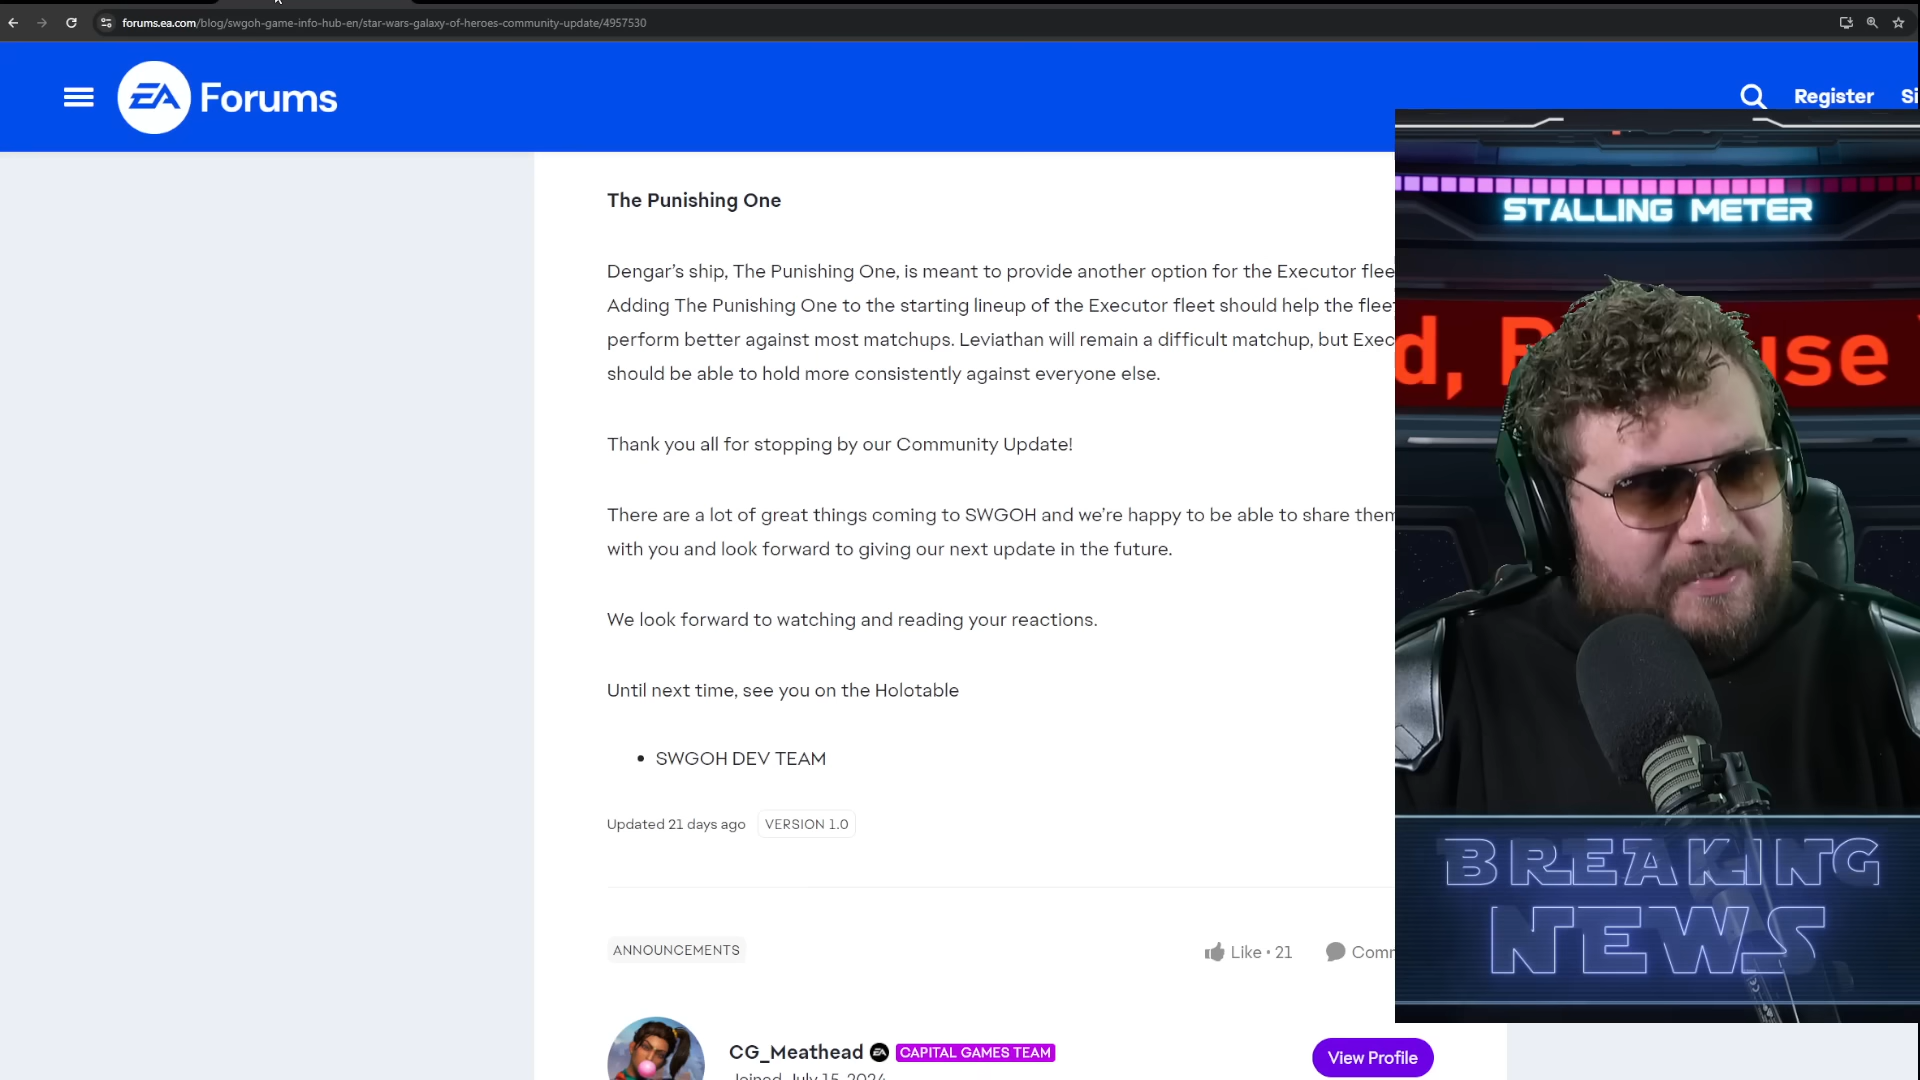 forums.ea.com/blog/swgoh-game-info-hub-en/star-wars-galaxy-of-heroes-community-update/4957530
EA Forums
Register
STALLING METER
The Punishing One
Dengar’s ship, The Punishing One, is meant to provide another option for the Executor
Adding The Punishing One to the starting lineup of the Executor fleet should help the
perform better against most matchups. Leviathan will remain a difficult matchup, but
should be able to hold more consistently against everyone else.
Thank you all for stopping by our Community Update!
There are a lot of great things coming to SWGOH and we’re happy to be able to share
with you and look forward to giving our next update in the future.
We look forward to watching and reading your reactions.
Until next time, see you on the Holotable
• SWGOH DEV TEAM
Updated 21 days ago VERSION 1.0
BREAKING
NEWS
ANNOUNCEMENTS
Like • 21
CG_Meathead EA CAPITAL GAMES TEAM
View Profile
Joined July 15, 2024